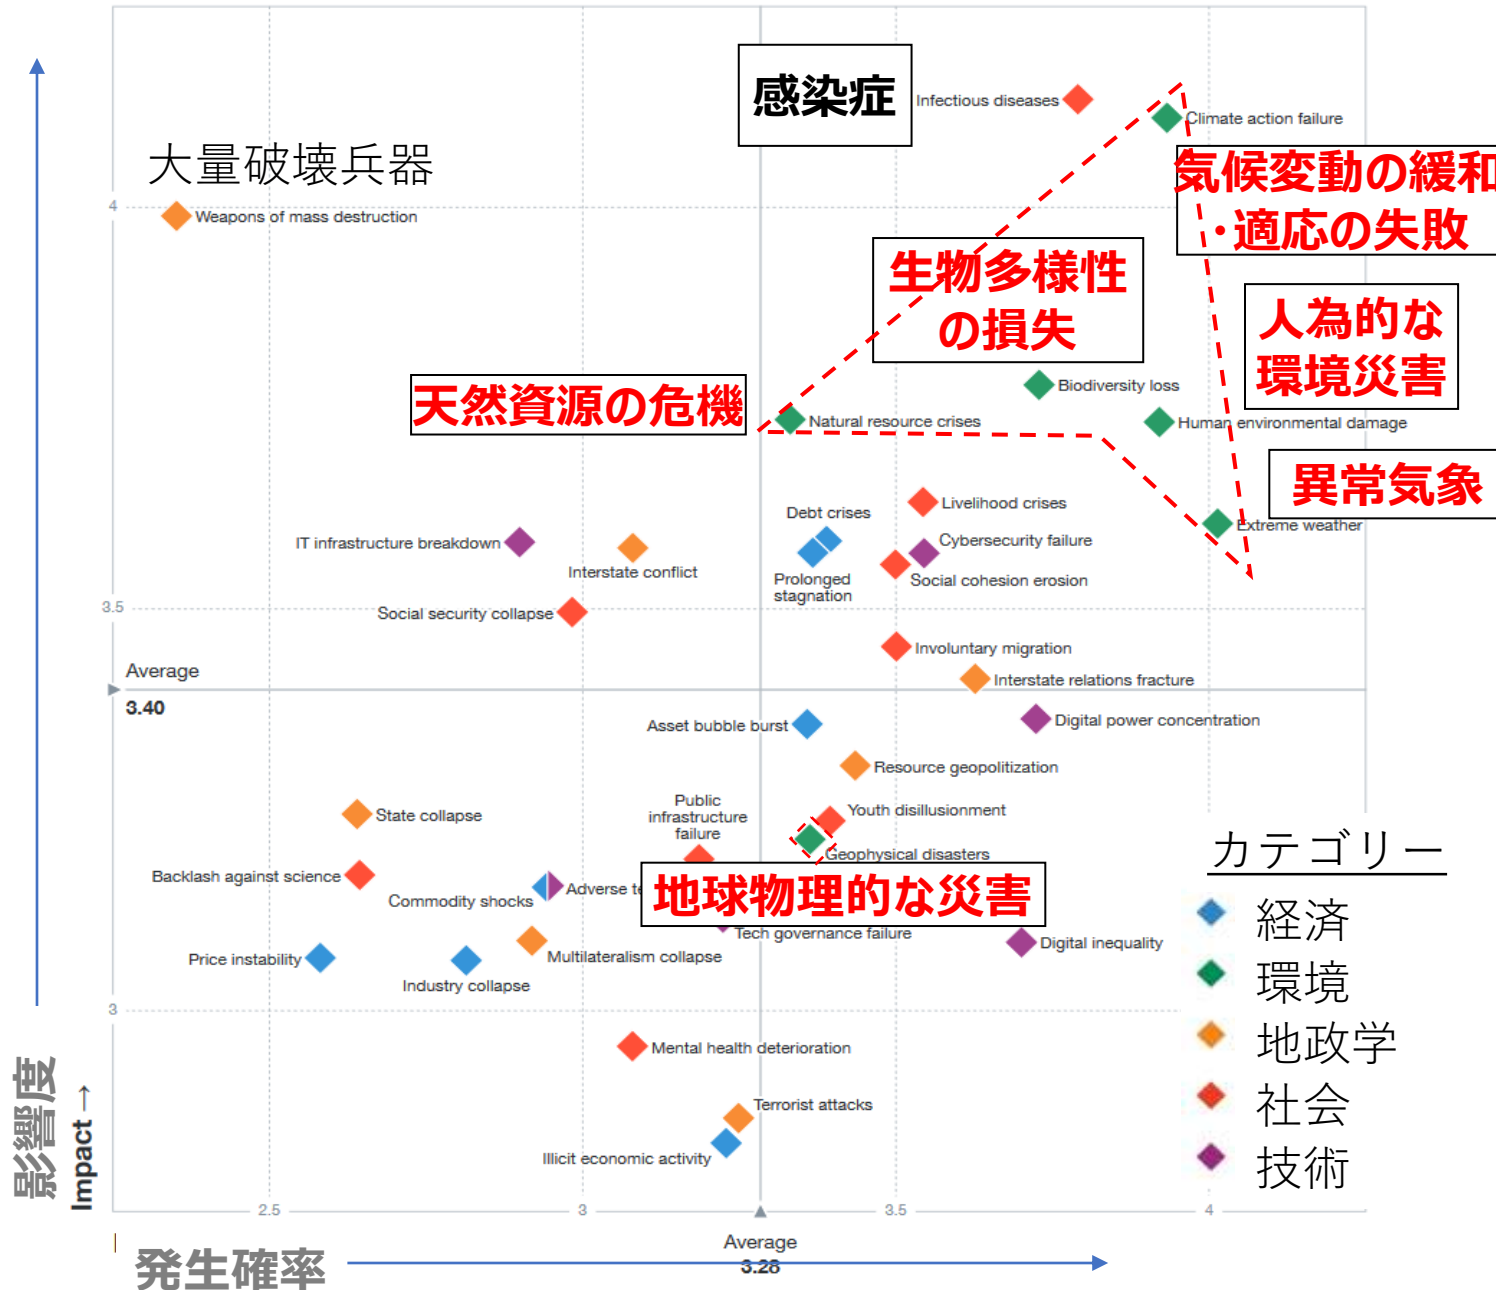 感染症
Infectious diseases
Climate action failure
大量破壊兵器
気候変動の緩和
・適応の失敗
4
Weapons of mass destruction
生物多様性
の損失
人為的な
環境災害
天然資源の危機
Biodiversity loss
Natural resource crises
Human environmental damage
異常気象
Livelihood crises
Debt crises
Extreme weather
IT infrastructure breakdown
Cybersecurity failure
Interstate conflict
Prolonged
stagnation
Social cohesion erosion
3.5
Social security collapse
Involuntary migration
Average
3.40
Interstate relations fracture
Asset bubble burst
Digital power concentration
Resource geopolitization
Public
infrastructure
failure
State collapse
Youth disillusionment
Geophysical disasters
カテゴリー
Backlash against science
Commodity shocks
Adverse te
地球物理的な災害
経済
Tech governance failure
Digital inequality
Price instability
Multilateralism collapse
Industry collapse
環境
3
地政学
Mental health deterioration
社会
Terrorist attacks
Illicit economic activity
技術
影響度
Impact →
2.5
3
3.5
4
Average
3.28
発生確率